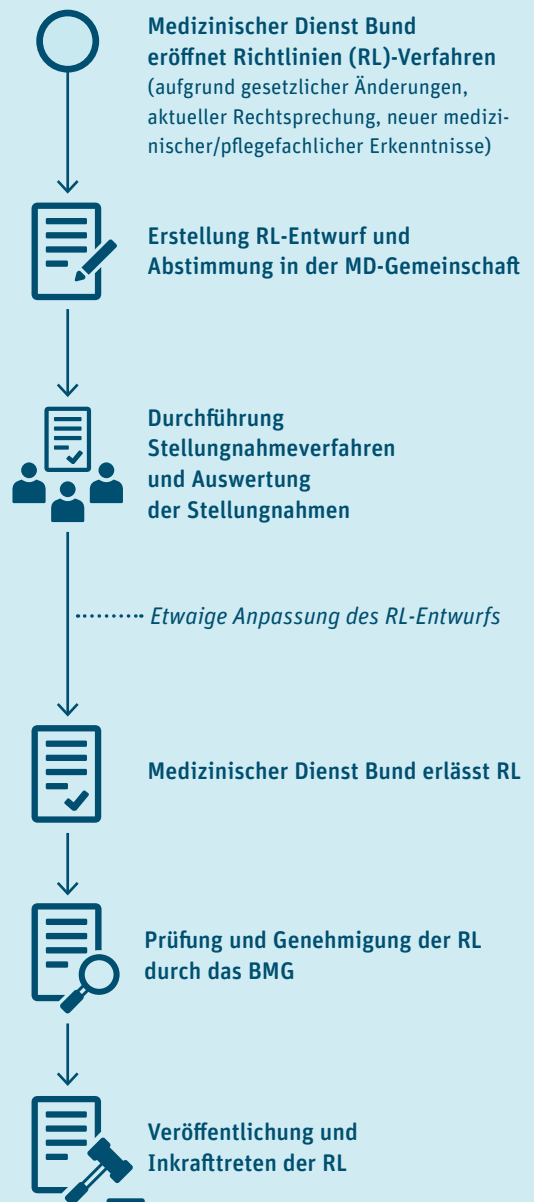 Medizinischer Dienst Bund
eröffnet Richtlinien (RL)-Verfahren
(aufgrund gesetzlicher Änderungen,
aktueller Rechtsprechung, neuer medizi-
nischer/pflegefachlicher Erkenntnisse)
Erstellung RL-Entwurf und
Abstimmung in der MD-Gemeinschaft
Durchführung
Stellungnahmeverfahren
und Auswertung
der Stellungnahmen
Etwaige Anpassung des RL-Entwurfs
Medizinischer Dienst Bund erlässt RL
Prüfung und Genehmigung der RL
durch das BMG
Veröffentlichung und
Inkrafttreten der RL